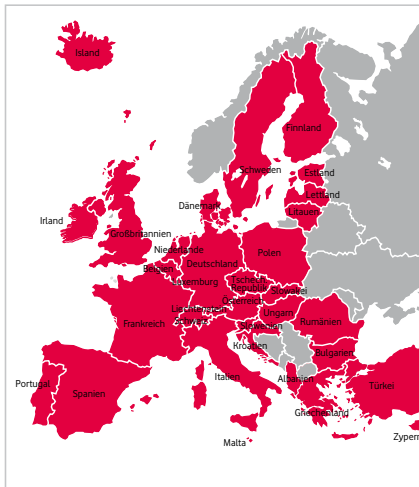 Island
Finnland
Schweden
Estland
Lettland
Dänemark
Litauen
Irland
Großbritannien
Niederlande
Polen
Belgien
Deutschland
Luxemburg
Tschech.
Republik
Slowakei
Liechtenstein
Österreich
Schweiz
Ungarn
Frankreich
Slowenien
Rumänien
Kroatien
Bulgarien
Portugal
Spanien
Italien
Albanien
Türkei
Griechenland
Malta
Zypern